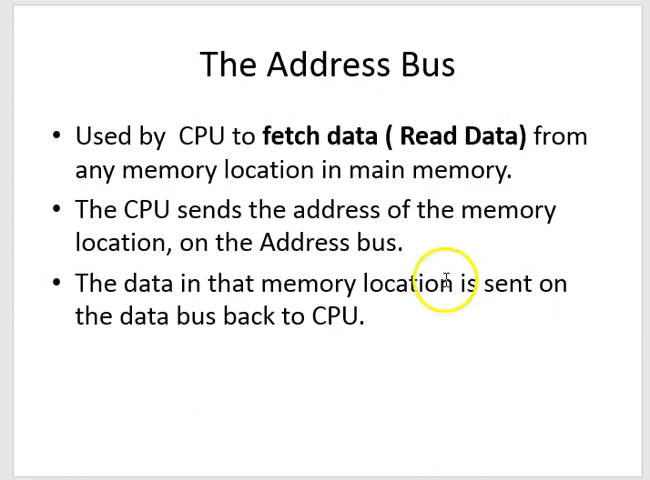 The Address Bus
• Used by CPU to fetch data ( Read Data) from
any memory location in main memory.
• The CPU sends the address of the memory
location, on the Address bus.
• The data in that memory location is sent on
the data bus back to CPU.